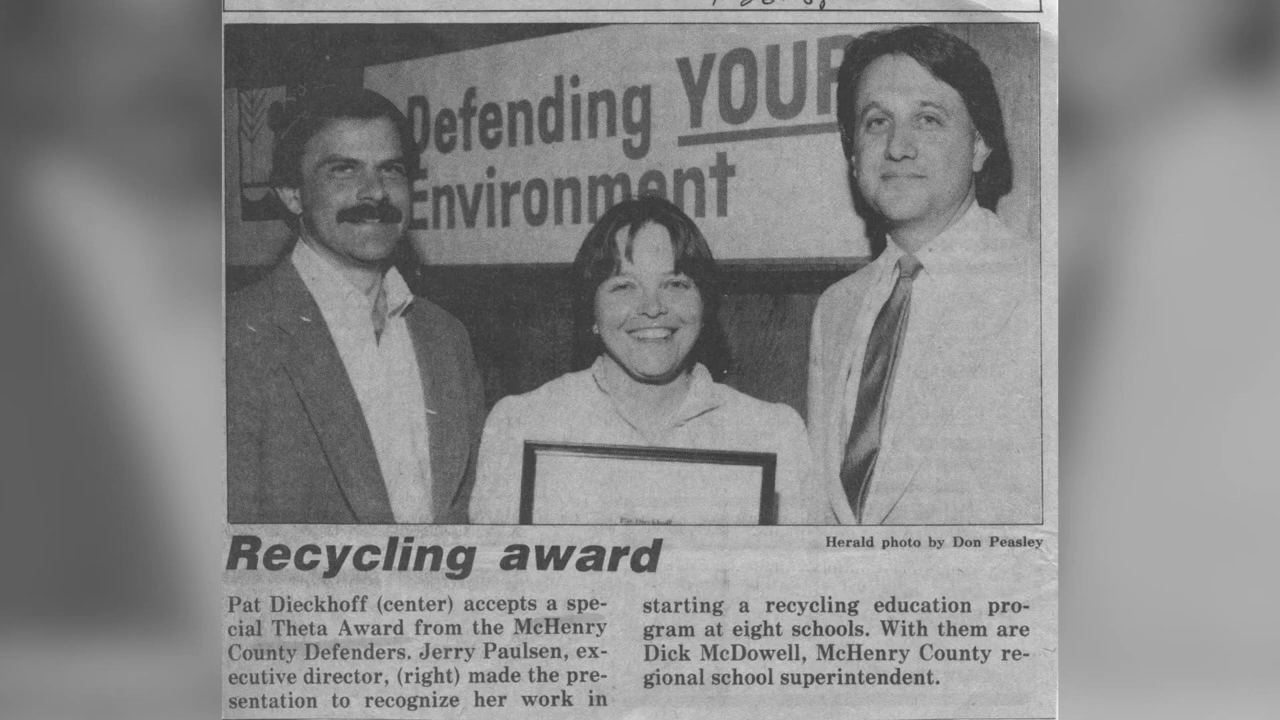 Defending YOUR
Environment
Pat Dieckhoff
Recycling award
Herald photo by Don Peasley
Pat Dieckhoff (center) accepts a spe-
cial Theta Award from the McHenry
County Defenders. Jerry Paulsen, ex-
ecutive director, (right) made the pre-
sentation to recognize her work in
starting a recycling education pro-
gram at eight schools. With them are
Dick McDowell, McHenry County re-
gional school superintendent.